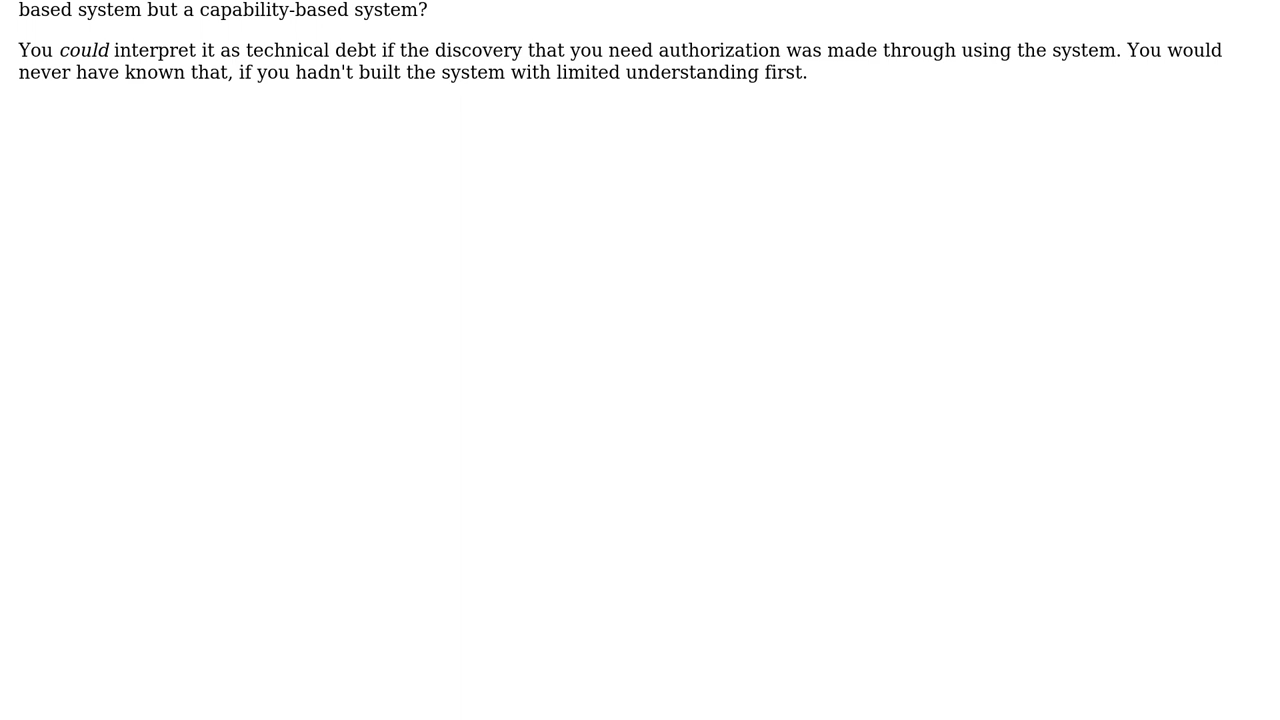 based system but a capability-based system?
You could interpret it as technical debt if the discovery that you need authorization was made through using the system. You would
never have known that, if you hadn't built the system with limited understanding first.